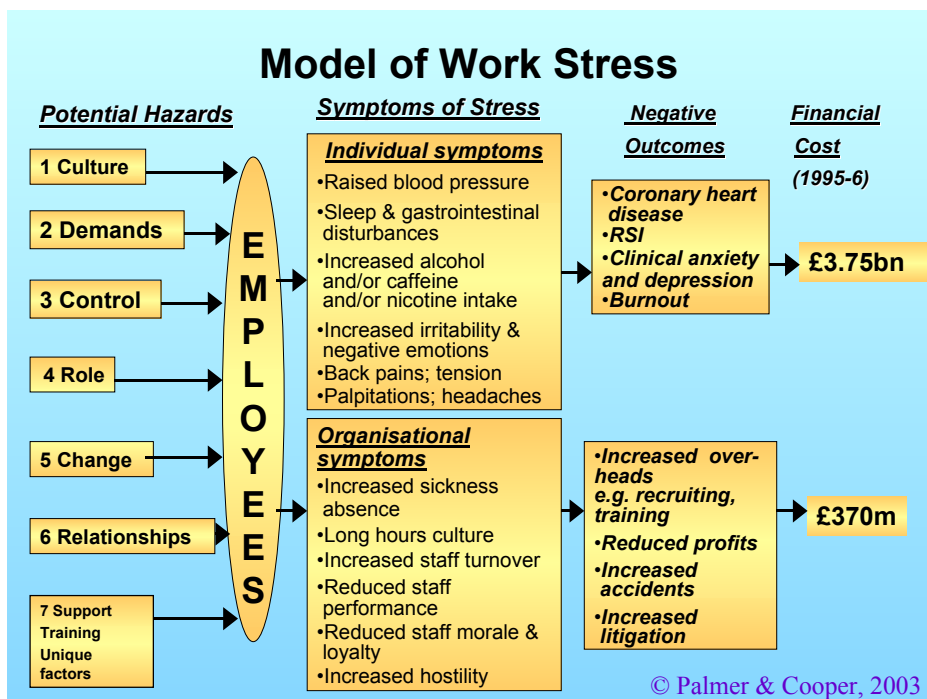 Model of Work Stress
Potential Hazards
1 Culture
2 Demands
3 Control
4 Role
5 Change
6 Relationships
7 Support
Training
Unique
factors
E
M
P
L
O
Y
E
E
S
Symptoms of Stress
Individual symptoms
•Raised blood pressure
•Sleep & gastrointestinal
disturbances
•Increased alcohol
and/or caffeine
and/or nicotine intake
•Increased irritability &
negative emotions
•Back pains; tension
•Palpitations; headaches
Organisational
symptoms
•Increased sickness
absence
•Long hours culture
•Increased staff turnover
•Reduced staff
performance
•Reduced staff morale &
loyalty
•Increased hostility
Negative
Outcomes
•Coronary heart
disease
•RSI
•Clinical anxiety
and depression
•Burnout
•Increased over-
heads
e.g. recruiting,
training
•Reduced profits
•Increased
accidents
•Increased
litigation
Financial
Cost
(1995-6)
£3.75bn
£370m
© Palmer & Cooper, 2003